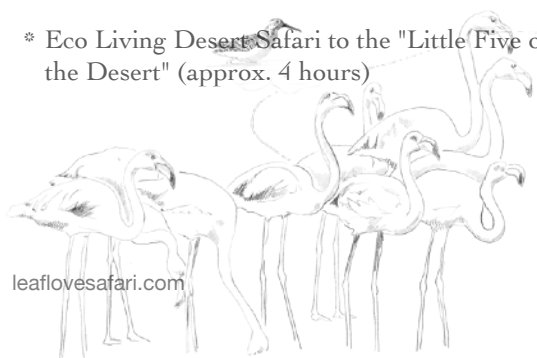 * Eco Living Desert Safari to the "Little Five o
the Desert" (approx. 4 hours)
leaflovesafari.com